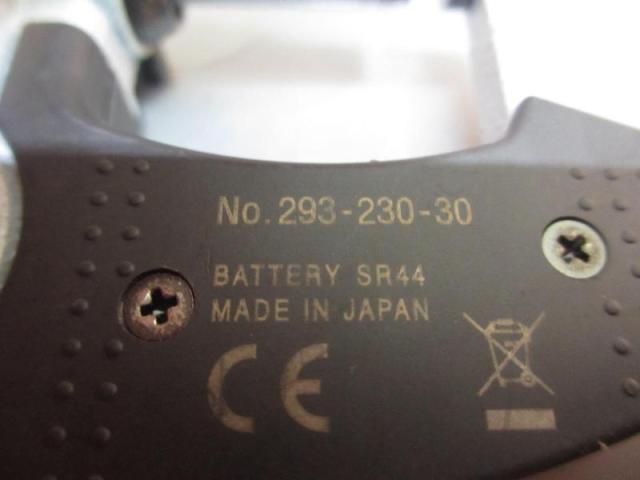 No. 293-230-30
BATTERY SR44
MADE IN JAPAN
CE